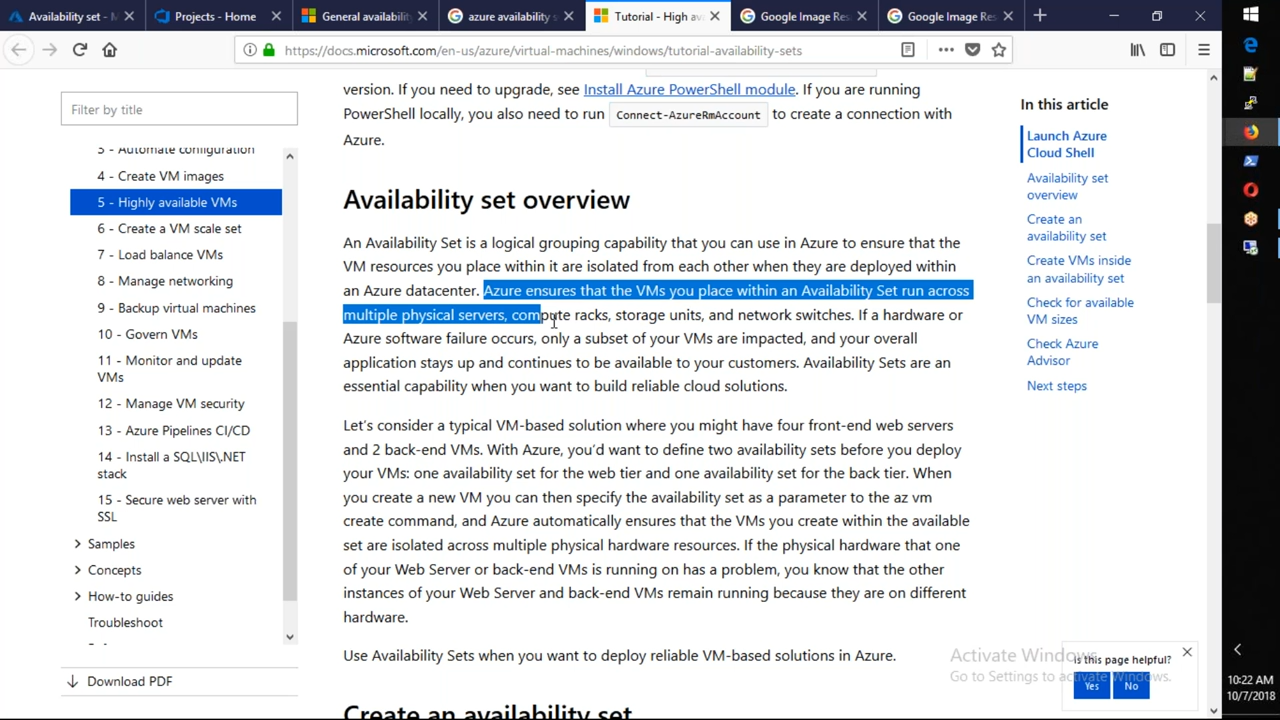 Availability set - M
Projects - Home
General availabilit
azure availability s
Tutorial - High ava
Google Image Res
Google Image Res
https://docs.microsoft.com/en-us/azure/virtual-machines/windows/tutorial-availability-sets
Filter by title
3 - Automate configuration
4 - Create VM images
5 - Highly available VMs
6 - Create a VM scale set
7 - Load balance VMs
8 - Manage networking
9 - Backup virtual machines
10 - Govern VMs
11 - Monitor and update
VMs
12 - Manage VM security
13 - Azure Pipelines CI/CD
14 - Install a SQL\IIS\.NET
stack
15 - Secure web server with
SSL
Samples
Concepts
How-to guides
Troubleshoot
Download PDF
version. If you need to upgrade, see Install Azure PowerShell module. If you are running
PowerShell locally, you also need to run Connect-AzureRmAccount to create a connection with
Azure.
Availability set overview
An Availability Set is a logical grouping capability that you can use in Azure to ensure that the
VM resources you place within it are isolated from each other when they are deployed within
an Azure datacenter. Azure ensures that the VMs you place within an Availability Set run across
multiple physical servers, compute racks, storage units, and network switches. If a hardware or
Azure software failure occurs, only a subset of your VMs are impacted, and your overall
application stays up and continues to be available to your customers. Availability Sets are an
essential capability when you want to build reliable cloud solutions.
Let's consider a typical VM-based solution where you might have four front-end web servers
and 2 back-end VMs. With Azure, you'd want to define two availability sets before you deploy
your VMs: one availability set for the web tier and one availability set for the back tier. When
you create a new VM you can then specify the availability set as a parameter to the az vm
create command, and Azure automatically ensures that the VMs you create within the available
set are isolated across multiple physical hardware resources. If the physical hardware that one
of your Web Server or back-end VMs is running on has a problem, you know that the other
instances of your Web Server and back-end VMs remain running because they are on different
hardware.
Use Availability Sets when you want to deploy reliable VM-based solutions in Azure.
Create an availability set
In this article
Launch Azure
Cloud Shell
Availability set
overview
Create an
availability set
Create VMs inside
an availability set
Check for available
VM sizes
Check Azure
Advisor
Next steps
Activate Windows
Go to Settings to activate Windows.
Is this page helpful?
Yes
No
10:22 AM
10/7/2018